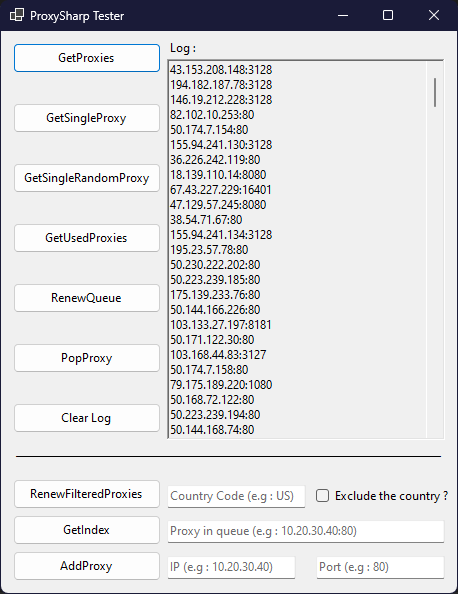 ProxySharp Tester
GetProxies
GetSingleProxy
GetSingleRandomProxy
GetUsedProxies
RenewQueue
PopProxy
Clear Log
Log :
43.153.208.148:3128
194.182.187.78:3128
146.19.212.228:3128
82.102.10.253:80
50.174.7.154:80
155.94.241.130:3128
36.226.242.119:80
18.139.110.14:8080
67.43.227.229:16401
47.129.57.245:8080
38.54.71.67:80
155.94.241.134:3128
195.23.57.78:80
50.230.222.202:80
50.223.239.185:80
175.139.233.76:80
50.144.166.226:80
103.133.27.197:8181
50.171.122.30:80
103.168.44.83:3127
50.174.7.158:80
79.175.189.220:1080
50.168.72.122:80
50.223.239.194:80
50.144.168.74:80
RenewFilteredProxies
Country Code (e.g : US)
Exclude the country ?
GetIndex
Proxy in queue (e.g : 10.20.30.40:80)
AddProxy
IP (e.g : 10.20.30.40)
Port (e.g : 80)